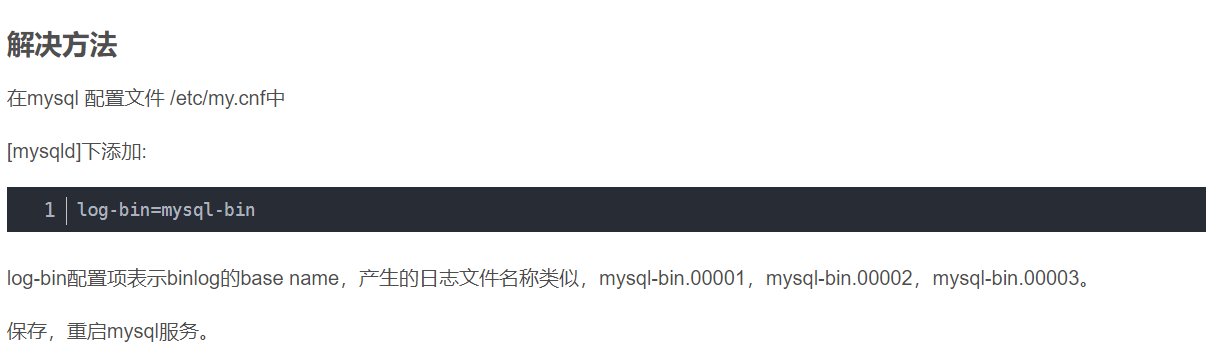 解决方法
在mysql 配置文件 /etc/my.cnf中
[mysqld]下添加:
1 log-bin=mysql-bin
log-bin配置项表示binlog的base name，产生的日志文件名称类似，mysql-bin.00001，mysql-bin.00002，mysql-bin.00003。
保存，重启mysql服务。